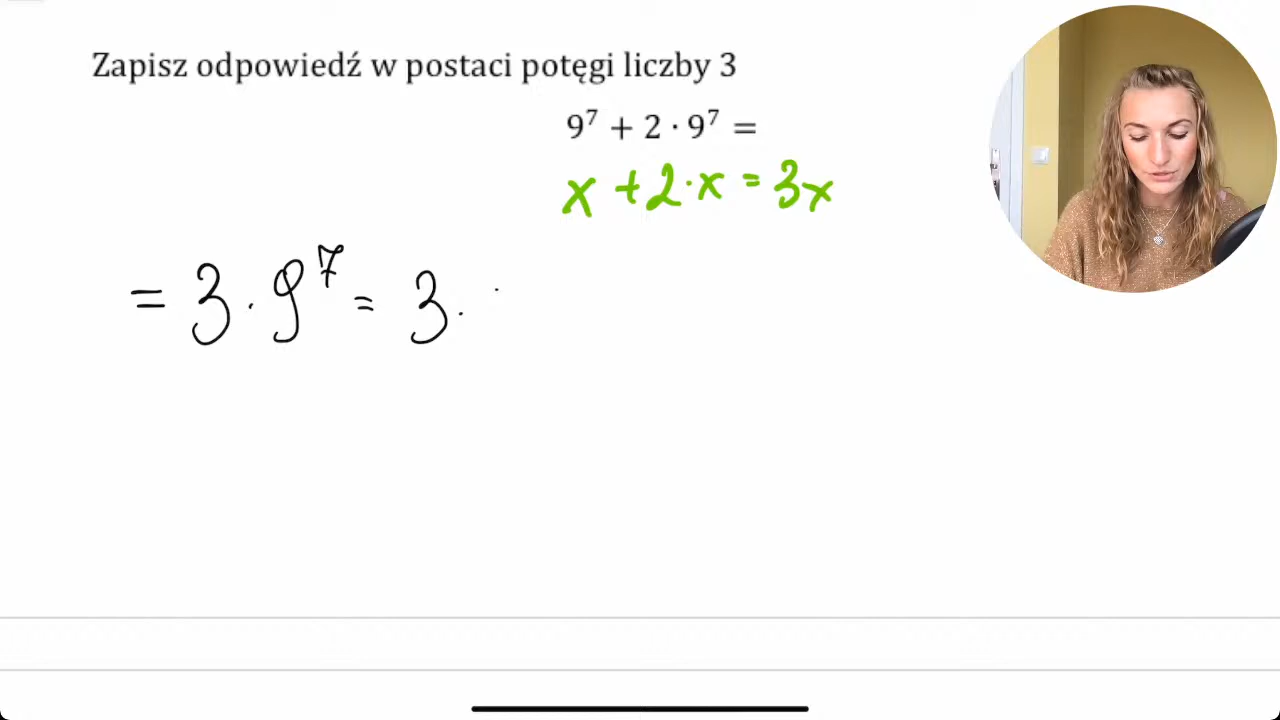 Zapisz odpowiedź w postaci potęgi liczby 3
9⁷ + 2 · 9⁷ =
x + 2 · x = 3x
= 3 · 9⁷ = 3 ·